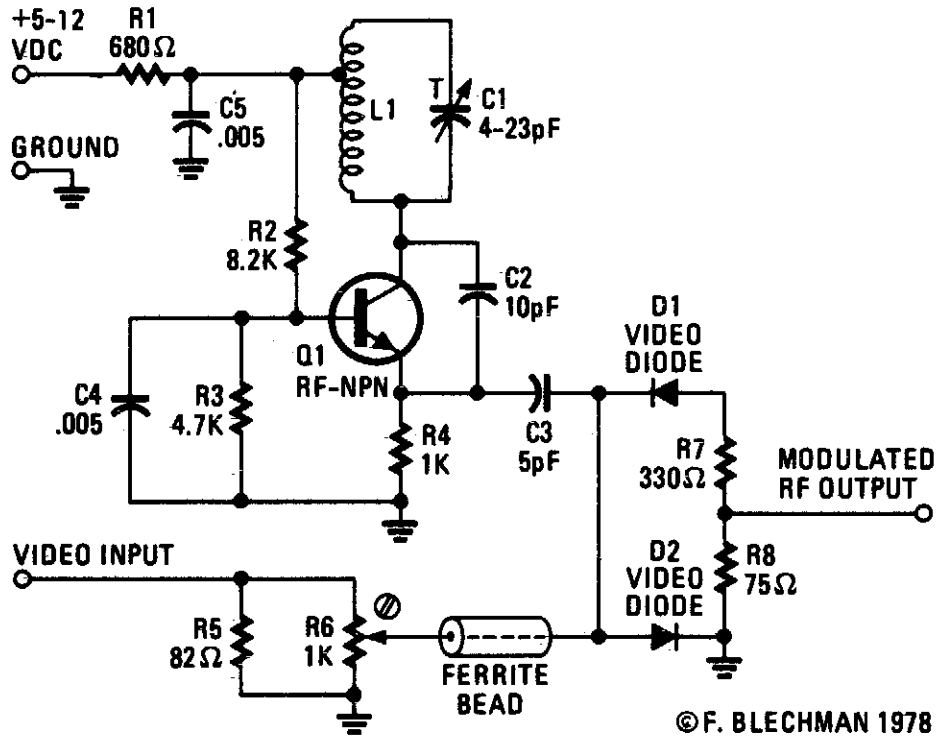 +5-12
VDC
R1
680Ω
C5
.005
GROUND
L1
T
C1
4-23pF
R2
8.2K
C2
10pF
Q1
RF-NPN
C4
.005
R3
4.7K
R4
1K
C3
5pF
D1
VIDEO
DIODE
R7
330Ω
MODULATED
RF OUTPUT
D2
VIDEO
DIODE
R8
75Ω
VIDEO INPUT
R5
82Ω
R6
1K
FERRITE
BEAD
©F. BLECHMAN 1978